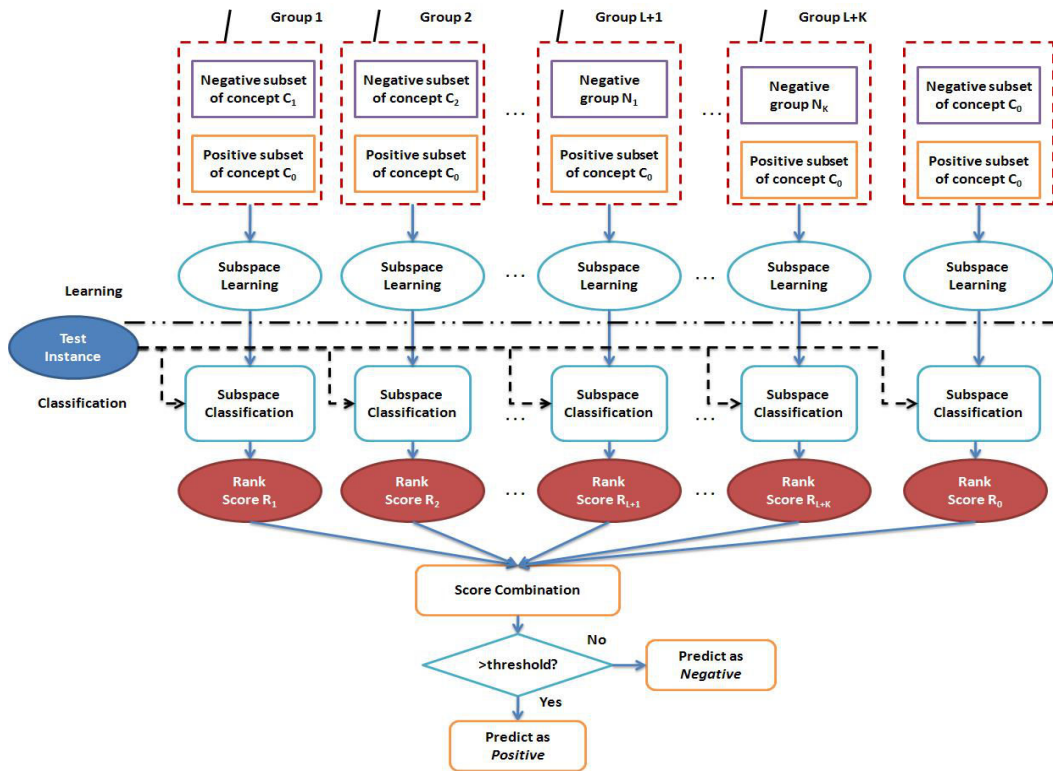 Group 1
Group 2
Group L+1
Group L+K
Negative subset
of concept C₁
Negative subset
of concept C₂
...
Negative
group N₁
...
Negative
group Nₖ
Negative subset
of concept C₀
Positive subset
of concept C₀
Positive subset
of concept C₀
Positive subset
of concept C₀
Positive subset
of concept C₀
Positive subset
of concept C₀
Subspace
Learning
Subspace
Learning
...
Subspace
Learning
...
Subspace
Learning
Subspace
Learning
Learning
Test
Instance
Classification
Subspace
Classification
Subspace
Classification
...
Subspace
Classification
...
Subspace
Classification
Subspace
Classification
Rank
Score R₁
Rank
Score R₂
...
Rank
Score R_L+1
...
Rank
Score R_L+K
Rank
Score R₀
Score Combination
>threshold?
No
Predict as
Negative
Yes
Predict as
Positive